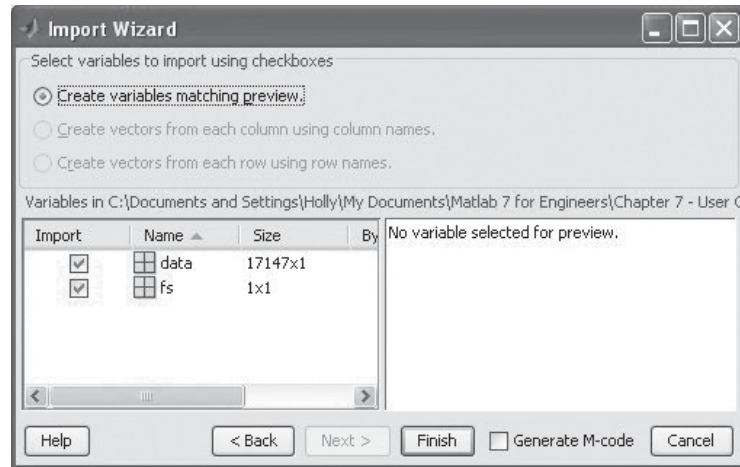 Import Wizard
Select variables to import using checkboxes
Create variables matching preview.
Create vectors from each column using column names.
Create vectors from each row using row names.
Variables in C:\Documents and Settings\Holly\My Documents\Matlab 7 for Engineers\Chapter 7 - User
Import Name Size By
data 17147x1
fs 1x1
No variable selected for preview.
Help < Back Next > Finish Generate M-code Cancel